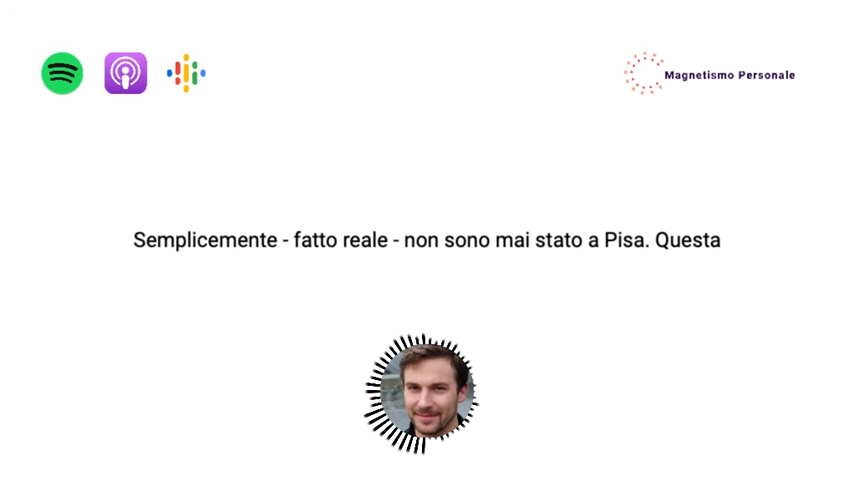 Magnetismo Personale
Semplicemente - fatto reale - non sono mai stato a Pisa. Questa